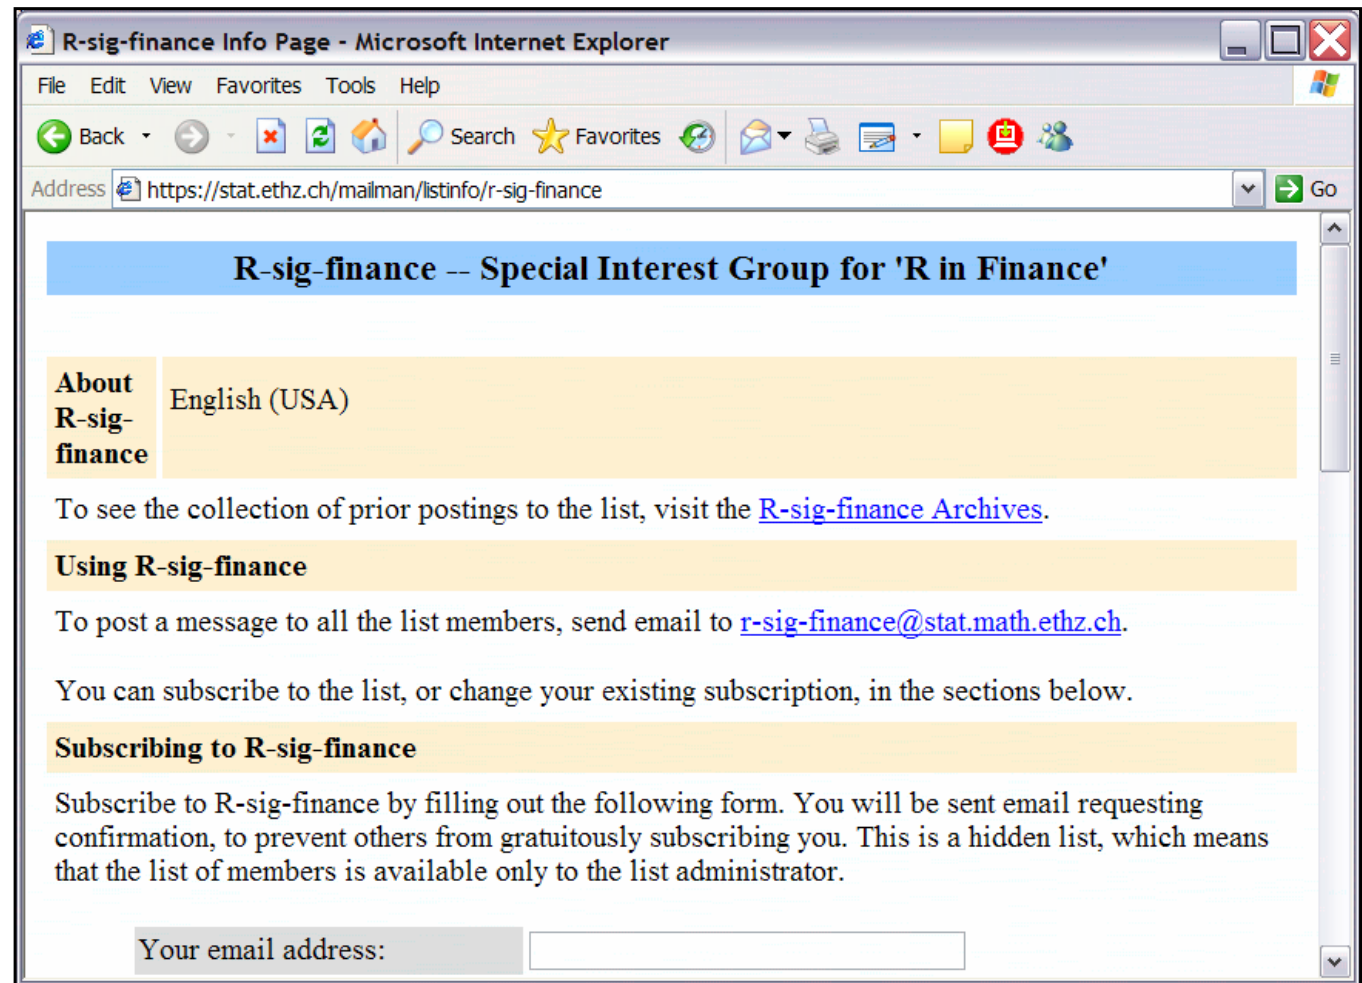 R-sig-finance Info Page - Microsoft Internet Explorer
File Edit View Favorites Tools Help
Back Search Favorites
Address https://stat.ethz.ch/mailman/listinfo/r-sig-finance Go
R-sig-finance -- Special Interest Group for 'R in Finance'
About
R-sig-
finance
English (USA)
To see the collection of prior postings to the list, visit the R-sig-finance Archives.
Using R-sig-finance
To post a message to all the list members, send email to r-sig-finance@stat.math.ethz.ch.
You can subscribe to the list, or change your existing subscription, in the sections below.
Subscribing to R-sig-finance
Subscribe to R-sig-finance by filling out the following form. You will be sent email requesting
confirmation, to prevent others from gratuitously subscribing you. This is a hidden list, which means
that the list of members is available only to the list administrator.
Your email address: